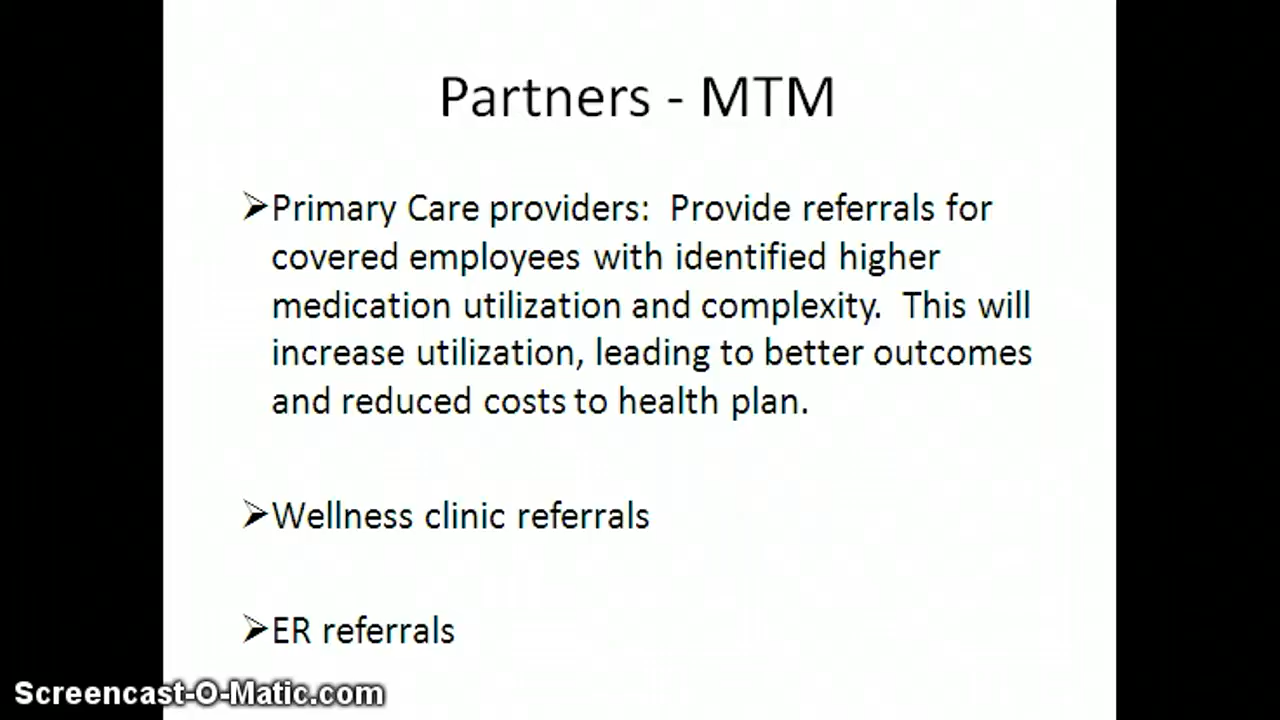 Partners - MTM
➢Primary Care providers:  Provide referrals for
covered employees with identified higher
medication utilization and complexity.  This will
increase utilization, leading to better outcomes
and reduced costs to health plan.
➢Wellness clinic referrals
➢ER referrals
Screencast-O-Matic.com